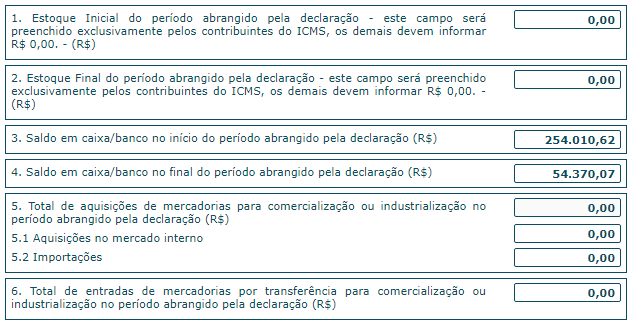 1. Estoque Inicial do período abrangido pela declaração - este campo será
preenchido exclusivamente pelos contribuintes do ICMS, os demais devem informar
R$ 0,00. - (R$)
0,00
2. Estoque Final do período abrangido pela declaração - este campo será preenchido
exclusivamente pelos contribuintes do ICMS, os demais devem informar R$ 0,00. -
(R$)
0,00
3. Saldo em caixa/banco no início do período abrangido pela declaração (R$)
254.010,62
4. Saldo em caixa/banco no final do período abrangido pela declaração (R$)
54.370,07
5. Total de aquisições de mercadorias para comercialização ou industrialização no
período abrangido pela declaração (R$)
0,00
5.1 Aquisições no mercado interno
0,00
5.2 Importações
0,00
6. Total de entradas de mercadorias por transferência para comercialização ou
industrialização no período abrangido pela declaração (R$)
0,00